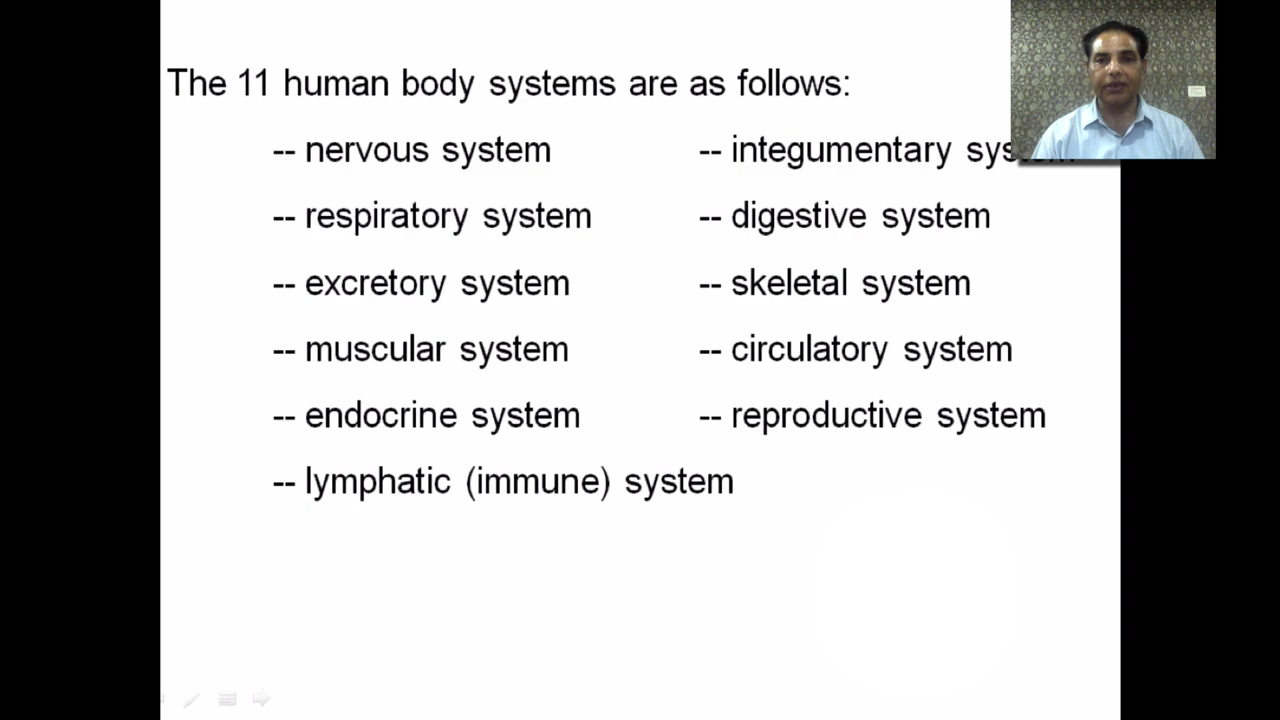 The 11 human body systems are as follows:
-- nervous system -- integumentary system
-- respiratory system -- digestive system
-- excretory system -- skeletal system
-- muscular system -- circulatory system
-- endocrine system -- reproductive system
-- lymphatic (immune) system